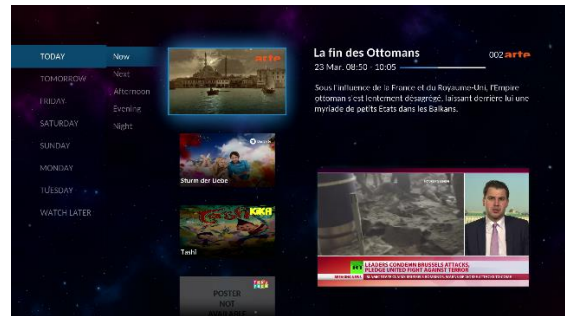 TODAY
TOMORROW
FRIDAY
SATURDAY
SUNDAY
MONDAY
TUESDAY
WATCH LATER
Now
Next
Afternoon
Evening
Night
arte
Sturm der Liebe
KiKA
Tashi
POSTER
NOT
AVAILABLE
La fin des Ottomans
002 arte
23 Mar. 08:50 - 10:05
Sous l'influence de la France et du Royaume-Uni, l'Empire
ottoman s'est lentement désagrégé, laissant derrière lui une
myriade de petits Etats dans les Balkans.
RT
LEADERS CONDEMN BRUSSELS ATTACKS,
PLEDGE UNITED FIGHT AGAINST TERROR